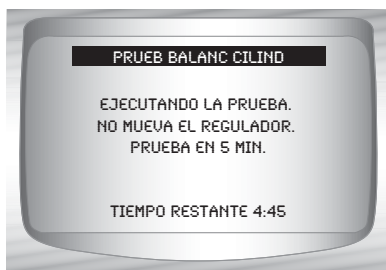 PRUEB BALANC CILIND
EJECUTANDO LA PRUEBA.
NO MUEVA EL REGULADOR.
PRUEBA EN 5 MIN.
TIEMPO RESTANTE 4:45